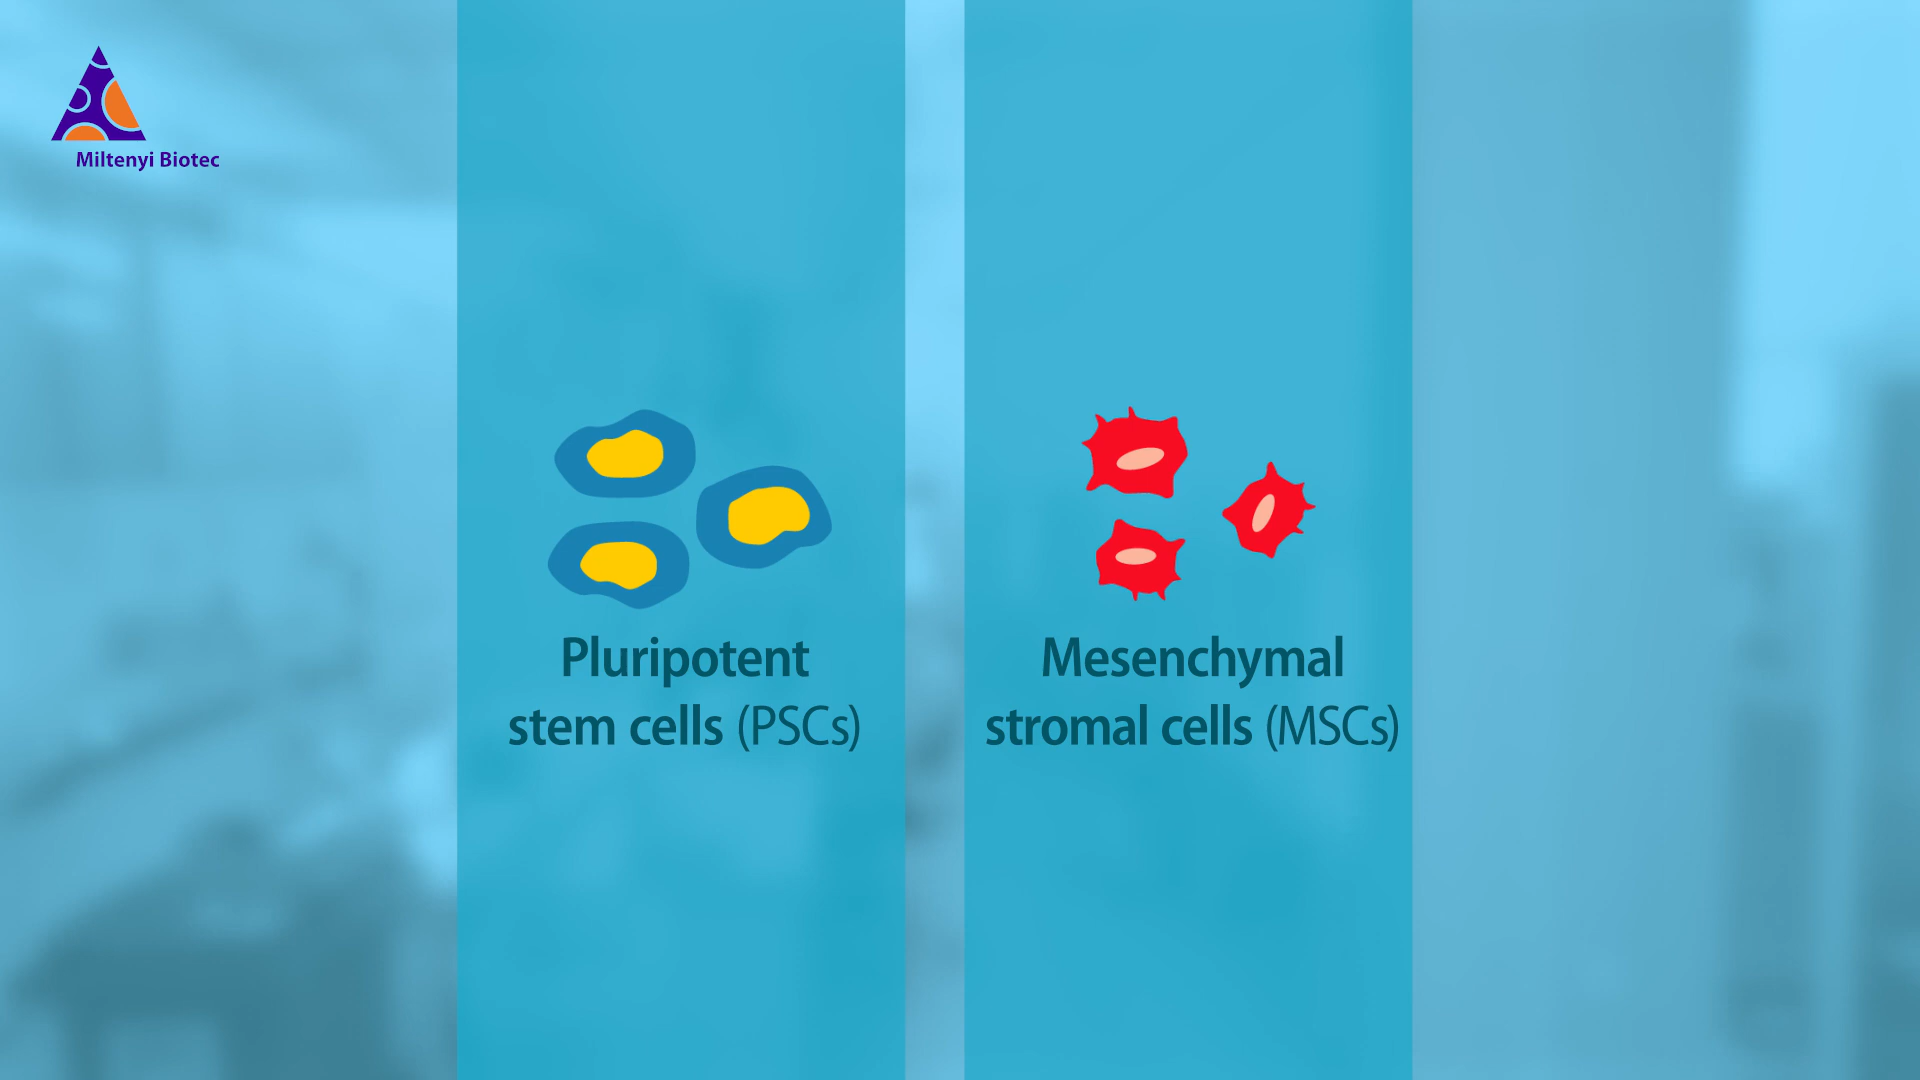 Miltenyi Biotec
Pluripotent
stem cells (PSCs)
Mesenchymal
stromal cells (MSCs)